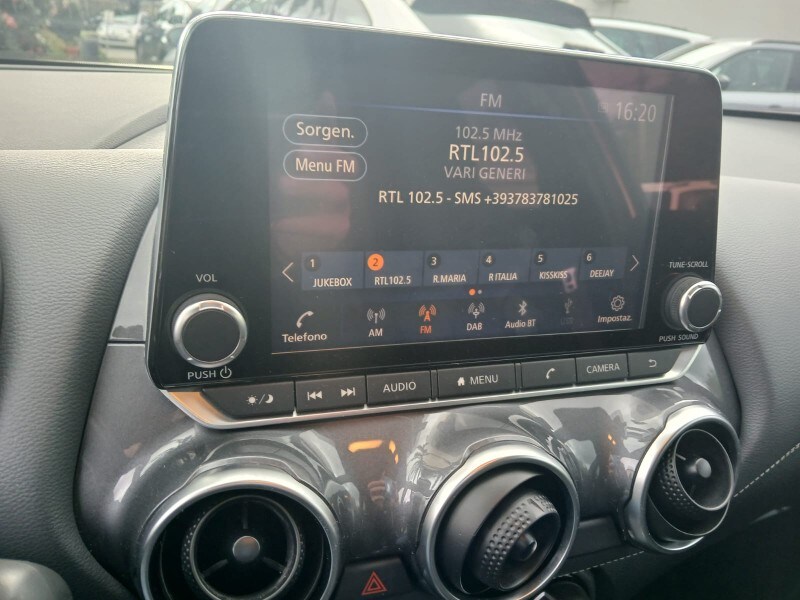 FM
16:20
Sorgen.
102.5 MHz
RTL102.5
Menu FM
VARI GENERI
RTL 102.5 - SMS +393783781025
1 2 3 4 5 6
JUKEBOX RTL102.5 R.MARIA R ITALIA KISSKISS DEEJAY
Telefono AM FM DAB Audio BT USB Impostaz.
VOL
PUSH
TUNE·SCROLL
PUSH SOUND
AUDIO MENU CAMERA